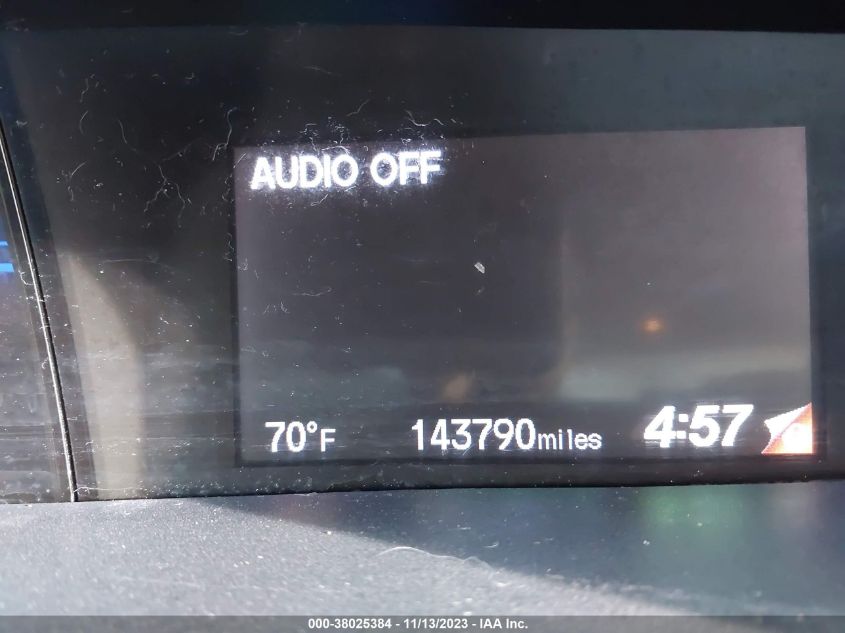 AUDIO OFF
70°F 143790miles 4:57
000-38025384 - 11/13/2023 - IAA Inc.